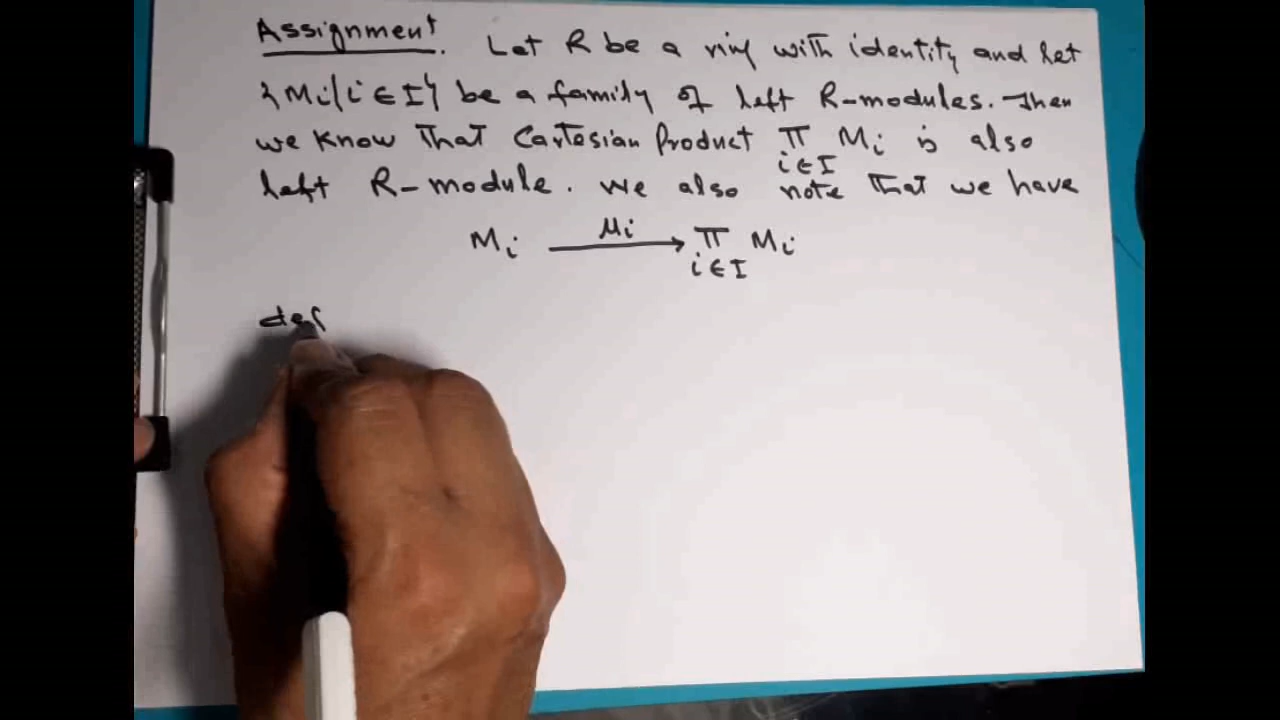 Assignment. Let R be a ring with identity and let
{Mi/i ∈ I} be a family of left R-modules. Then
we know that Cartesian Product π Mi is also
i ∈ I
left R-module. we also note that we have
Mi μi π Mi
i ∈ I
def